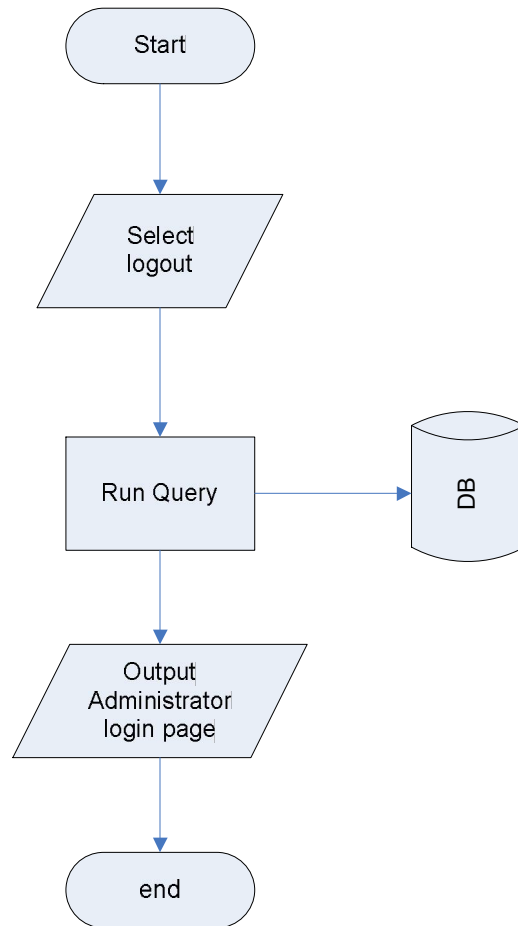 Start
Select
logout
Run Query
DB
Output
Administrator
login page
end